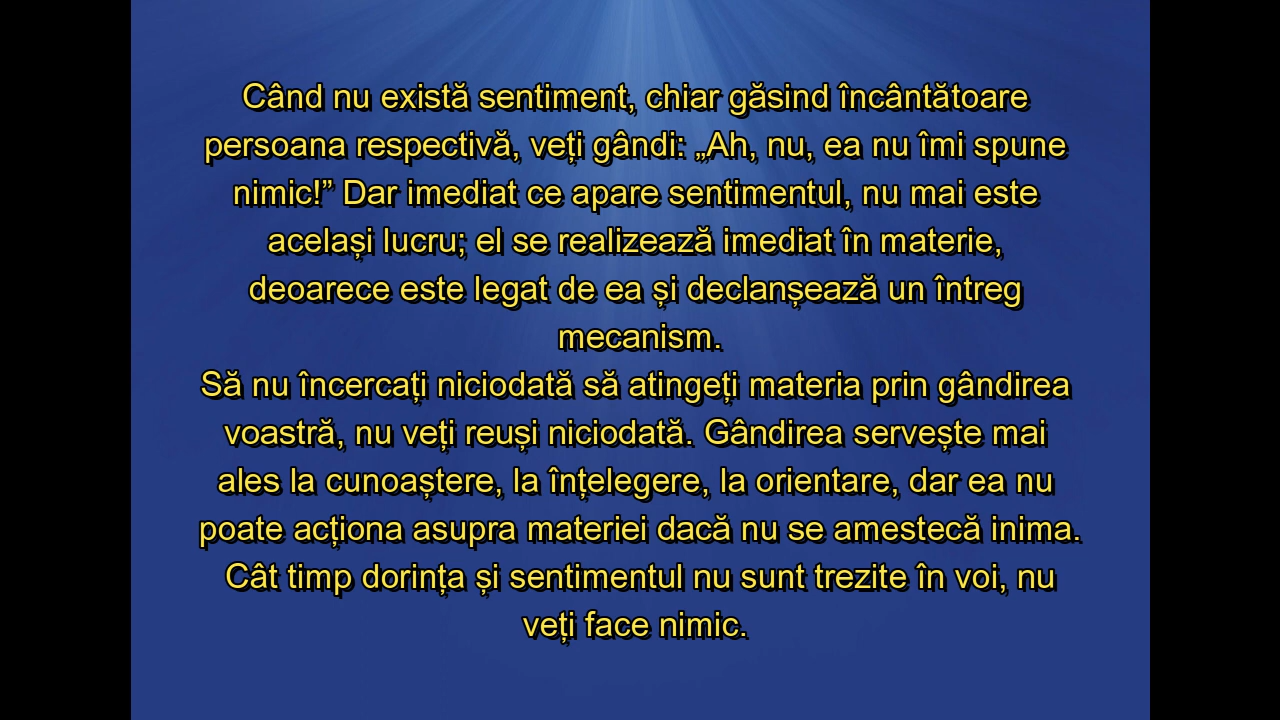 Când nu există sentiment, chiar găsind încântătoare
persoana respectivă, veți gândi: „Ah, nu, ea nu îmi spune
nimic!” Dar imediat ce apare sentimentul, nu mai este
același lucru; el se realizează imediat în materie,
deoarece este legat de ea și declanșează un întreg
mecanism.
Să nu încercați niciodată să atingeți materia prin gândirea
voastră, nu veți reuși niciodată. Gândirea servește mai
ales la cunoaștere, la înțelegere, la orientare, dar ea nu
poate acționa asupra materiei dacă nu se amestecă inima.
Cât timp dorința și sentimentul nu sunt trezite în voi, nu
veți face nimic.